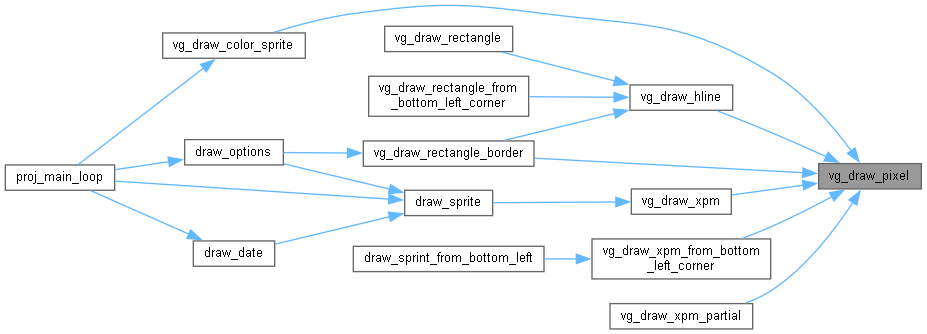 vg_draw_color_sprite
vg_draw_rectangle
vg_draw_rectangle_from
_bottom_left_corner
vg_draw_hline
draw_options
vg_draw_rectangle_border
proj_main_loop
vg_draw_pixel
draw_sprite
vg_draw_xpm
draw_date
draw_sprint_from_bottom_left
vg_draw_xpm_from_bottom
_left_corner
vg_draw_xpm_partial